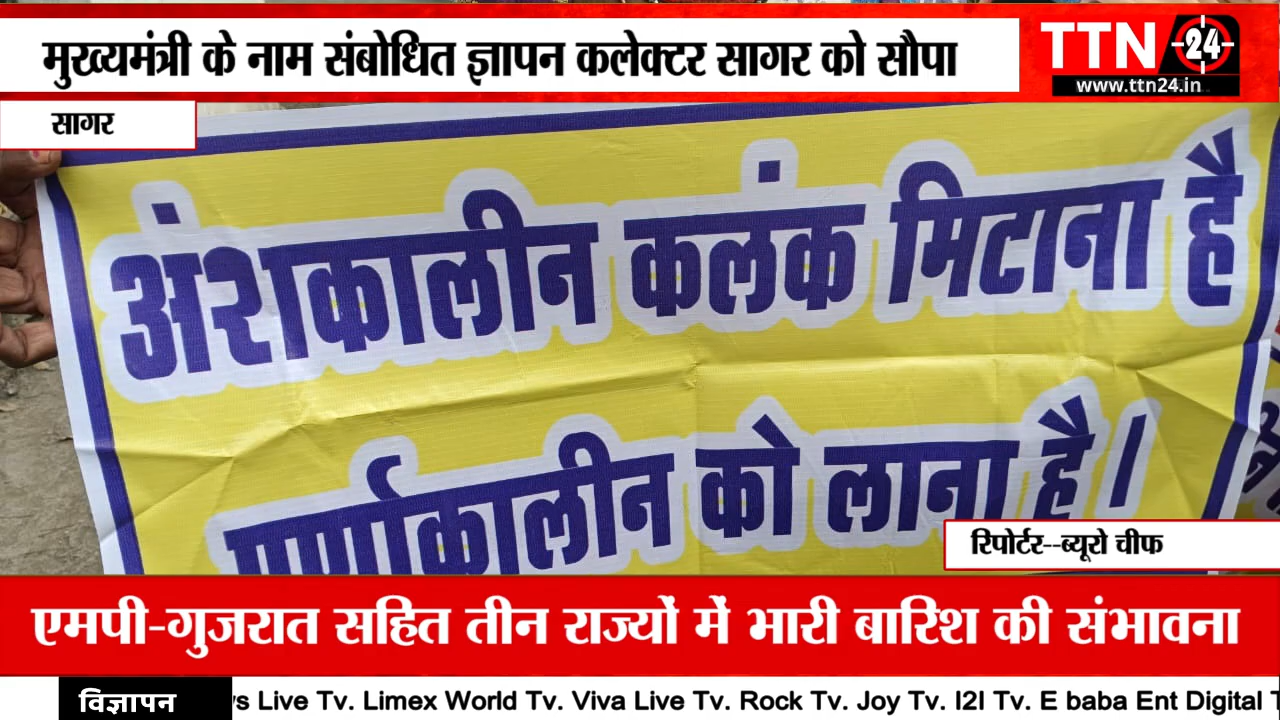 मुख्यमंत्री के नाम संबोधित ज्ञापन कलेक्टर सागर को सौपा
TTN 24
www.ttn24.in
सागर
अंशकालीन कलंक मिटाना है
पूर्णकालीन को लाना है।
रिपोर्टर--ब्यूरो चीफ
एमपी-गुजरात सहित तीन राज्यों में भारी बारिश की संभावना
विज्ञापन
s Live Tv. Limex World Tv. Viva Live Tv. Rock Tv. Joy Tv. I2I Tv. E baba Ent Digital